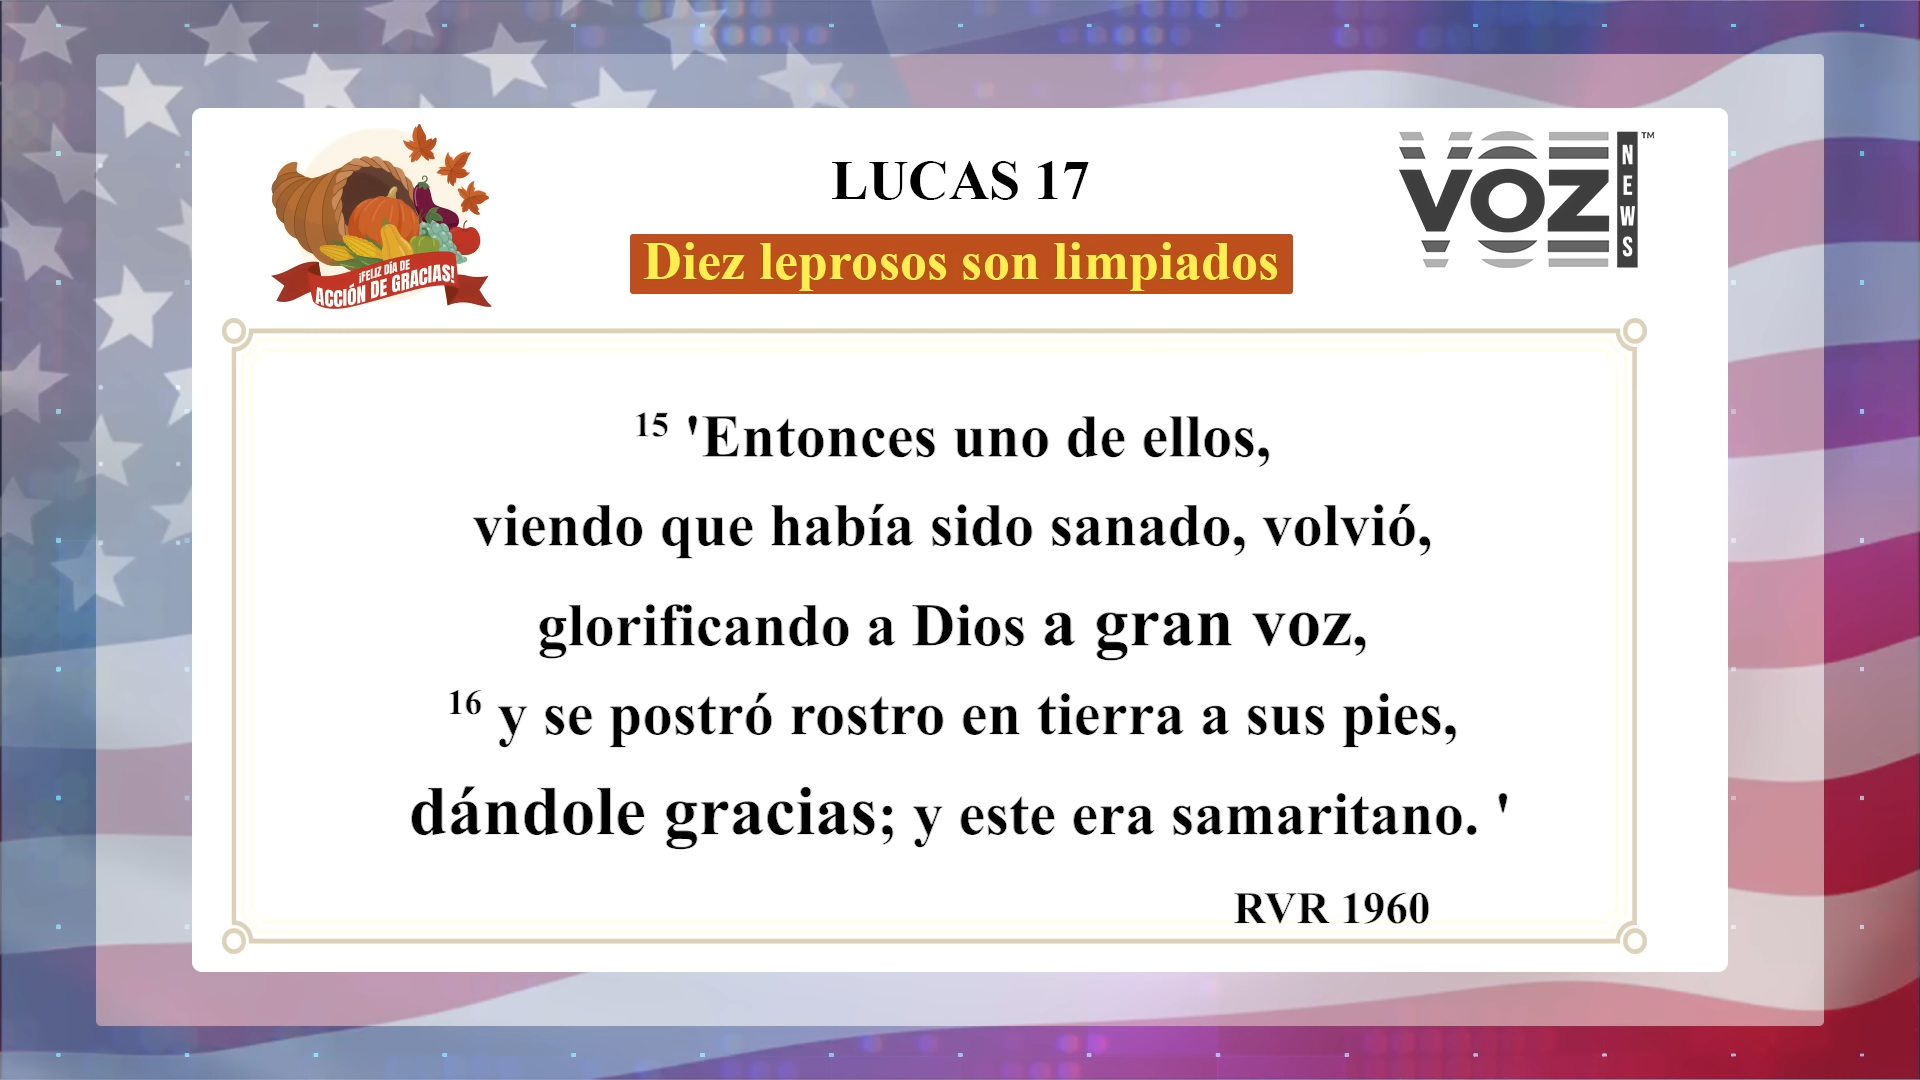 ¡FELIZ DÍA DE
ACCIÓN DE GRACIAS!
LUCAS 17
Diez leprosos son limpiados
VOZ NEWS ™
15 'Entonces uno de ellos,
viendo que había sido sanado, volvió,
glorificando a Dios a gran voz,
16 y se postró rostro en tierra a sus pies,
dándole gracias; y este era samaritano. '
RVR 1960